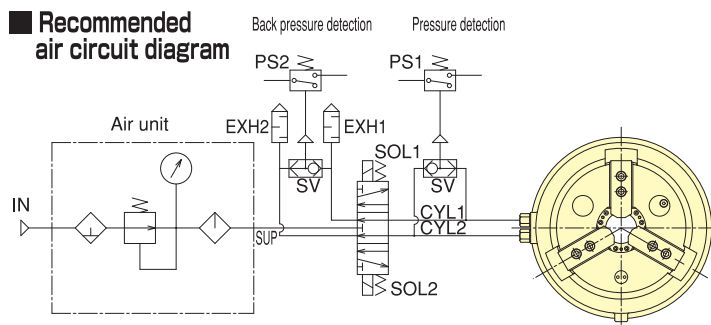 Recommended
air circuit diagram
Back pressure detection
Pressure detection
PS2
PS1
Air unit
EXH2
EXH1
SOL1
SV
SV
IN
CYL1
CYL2
SUP
SOL2